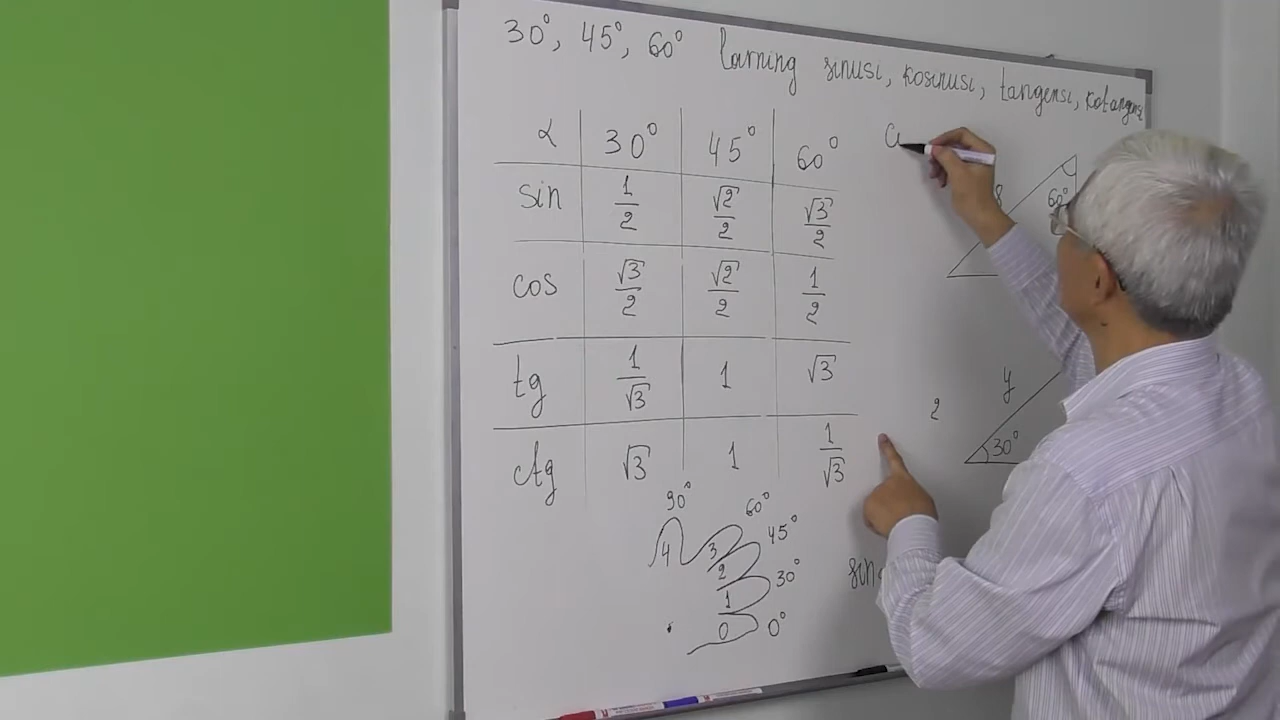 30°, 45°, 60° larning sinusi, kosinusi, tangensi, kotangensi
α 30° 45° 60°
sin 1/2 √2/2 √3/2
cos √3/2 √2/2 1/2
tg 1/√3 1 √3
ctg √3 1 1/√3
90° 60°
45°
4 3
2 30°
1
0 0°
8 60°
y
2
30°
sin